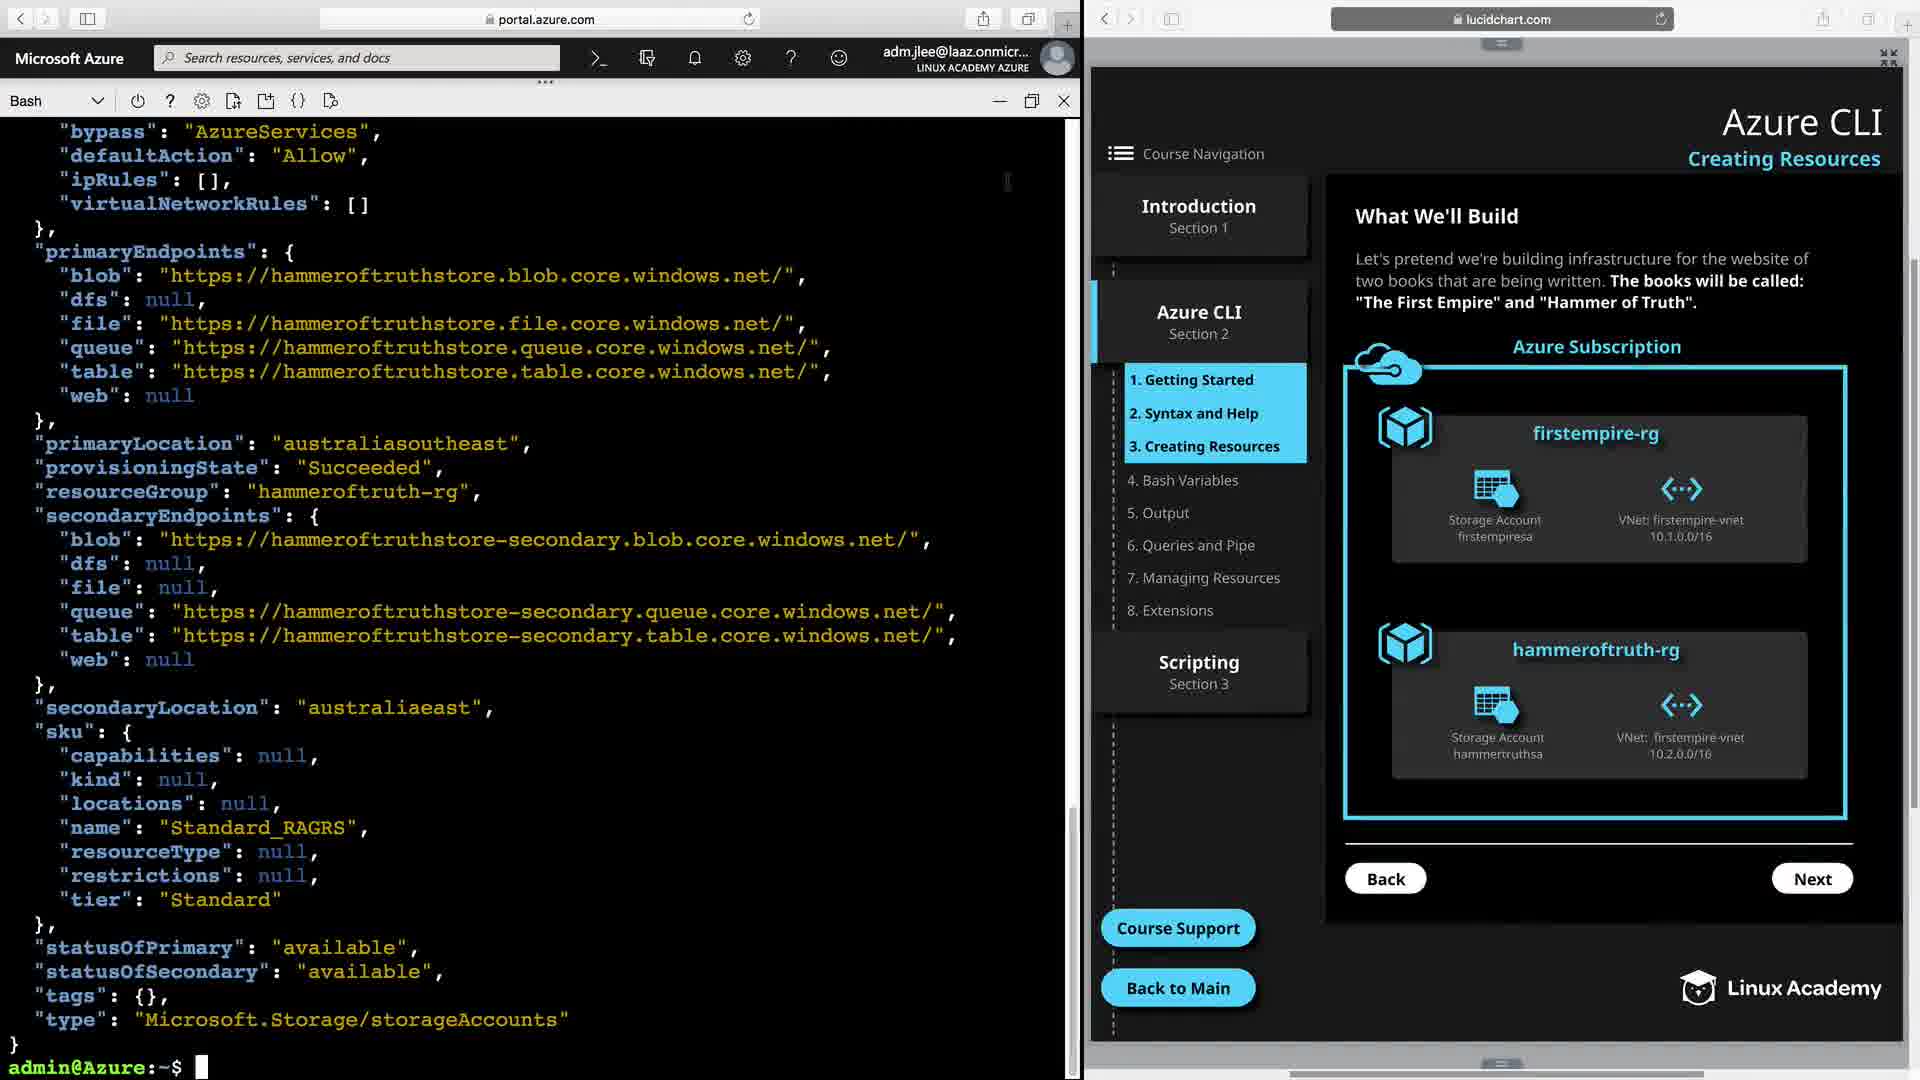 portal.azure.com
Microsoft Azure
Search resources, services, and docs
adm.jlee@laaz.onmicr...
LINUX ACADEMY AZURE
Bash
"bypass": "AzureServices",
"defaultAction": "Allow",
"ipRules": [],
"virtualNetworkRules": []
},
"primaryEndpoints": {
"blob": "https://hammeroftruthstore.blob.core.windows.net/",
"dfs": null,
"file": "https://hammeroftruthstore.file.core.windows.net/",
"queue": "https://hammeroftruthstore.queue.core.windows.net/",
"table": "https://hammeroftruthstore.table.core.windows.net/",
"web": null
},
"primaryLocation": "australiasoutheast",
"provisioningState": "Succeeded",
"resourceGroup": "hammeroftruth-rg",
"secondaryEndpoints": {
"blob": "https://hammeroftruthstore-secondary.blob.core.windows.net/",
"dfs": null,
"file": null,
"queue": "https://hammeroftruthstore-secondary.queue.core.windows.net/",
"table": "https://hammeroftruthstore-secondary.table.core.windows.net/",
"web": null
},
"secondaryLocation": "australiaeast",
"sku": {
"capabilities": null,
"kind": null,
"locations": null,
"name": "Standard_RAGRS",
"resourceType": null,
"restrictions": null,
"tier": "Standard"
},
"statusOfPrimary": "available",
"statusOfSecondary": "available",
"tags": {},
"type": "Microsoft.Storage/storageAccounts"
}
admin@Azure:~$
lucidchart.com
Azure CLI
Creating Resources
Course Navigation
Introduction
Section 1
Azure CLI
Section 2
1. Getting Started
2. Syntax and Help
3. Creating Resources
4. Bash Variables
5. Output
6. Queries and Pipe
7. Managing Resources
8. Extensions
Scripting
Section 3
Course Support
Back to Main
What We'll Build
Let's pretend we're building infrastructure for the website of
two books that are being written. The books will be called:
"The First Empire" and "Hammer of Truth".
Azure Subscription
firstempire-rg
Storage Account
firstempiresa
VNet: firstempire-vnet
10.1.0.0/16
hammeroftruth-rg
Storage Account
hammertruthsa
VNet: firstempire-vnet
10.2.0.0/16
Back
Next
Linux Academy